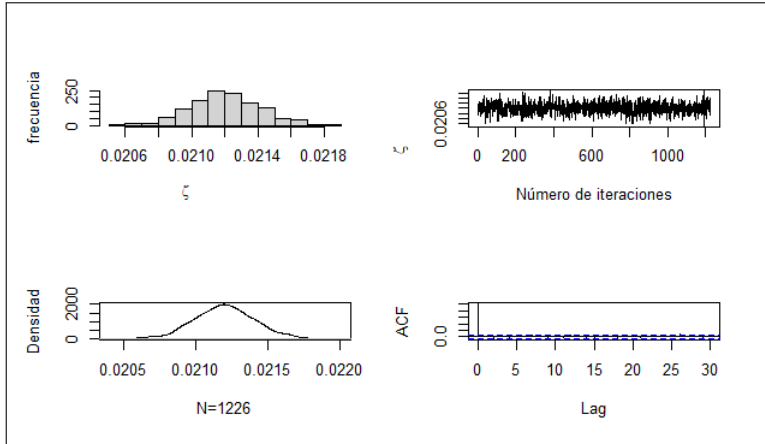 frecuencia
250
0
0.0206 0.0210 0.0214 0.0218
ζ
ζ
0.0206
0 200 600 1000
Número de iteraciones
Densidad
2000
0
0.0205 0.0210 0.0215 0.0220
N=1226
ACF
0.0
0 5 10 15 20 25 30
Lag